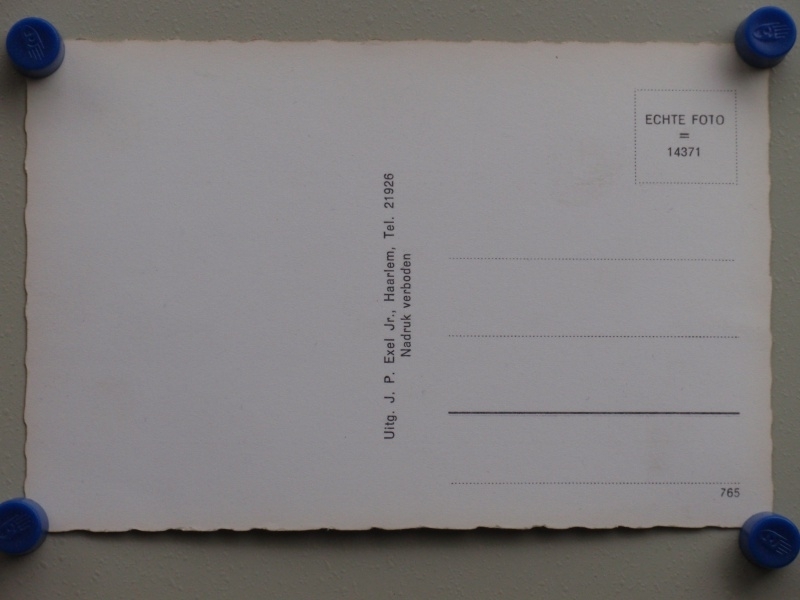 ECHTE FOTO
=
14371
Uitg. J. P. Exel Jr., Haarlem, Tel. 21926
Nadruk verboden
765